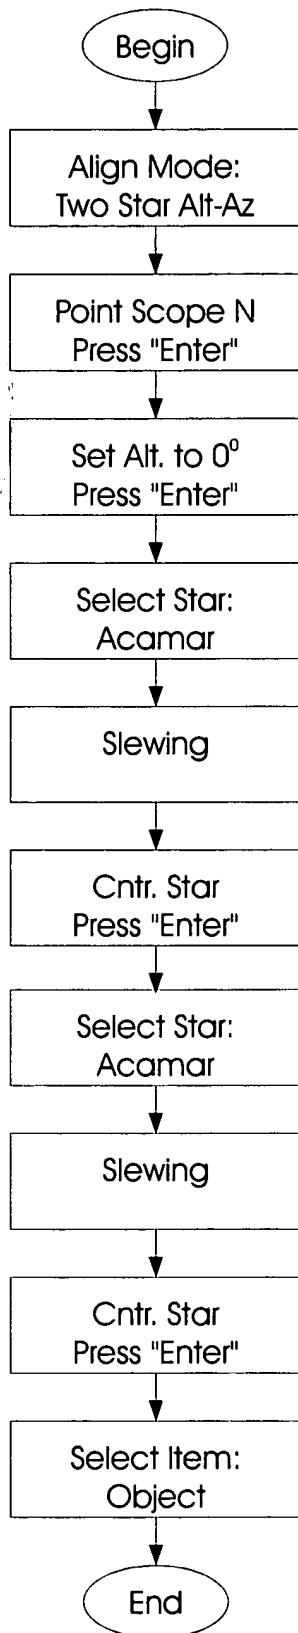 Begin
Align Mode:
Two Star Alt-Az
Point Scope N
Press "Enter"
Set Alt. to 0⁰
Press "Enter"
Select Star:
Acamar
Slewing
Cntr. Star
Press "Enter"
Select Star:
Acamar
Slewing
Cntr. Star
Press "Enter"
Select Item:
Object
End